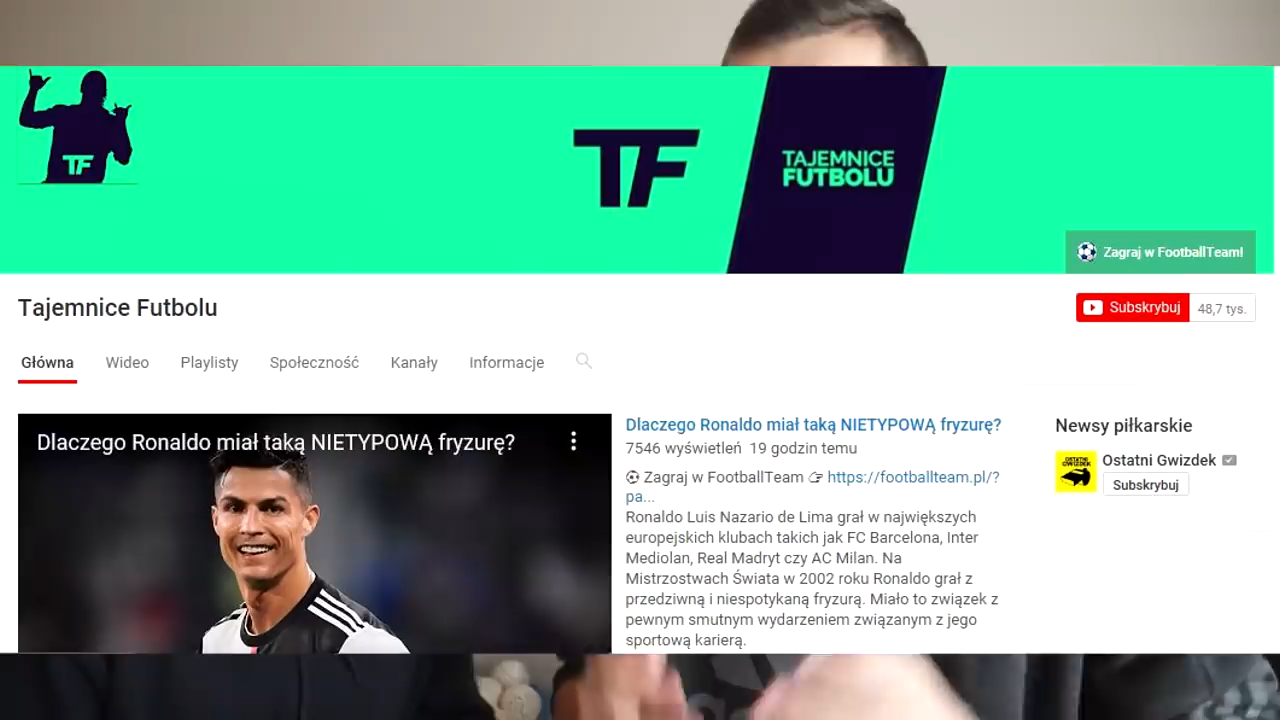 TF
TF
TAJEMNICE
FUTBOLU
Zagraj w FootballTeam!
Tajemnice Futbolu
Subskrybuj 48,7 tys.
Główna Wideo Playlisty Społeczność Kanały Informacje
Dlaczego Ronaldo miał taką NIETYPOWĄ fryzurę?
Dlaczego Ronaldo miał taką NIETYPOWĄ fryzurę?
7546 wyświetleń 19 godzin temu
Zagraj w FootballTeam https://footballteam.pl/?
pa...
Ronaldo Luis Nazario de Lima grał w największych
europejskich klubach takich jak FC Barcelona, Inter
Mediolan, Real Madryt czy AC Milan. Na
Mistrzostwach Świata w 2002 roku Ronaldo grał z
przedziwną i niespotykaną fryzurą. Miało to związek z
pewnym smutnym wydarzeniem związanym z jego
sportową karierą.
Newsy piłkarskie
OSTATNI
GWIZDEK
Ostatni Gwizdek
Subskrybuj